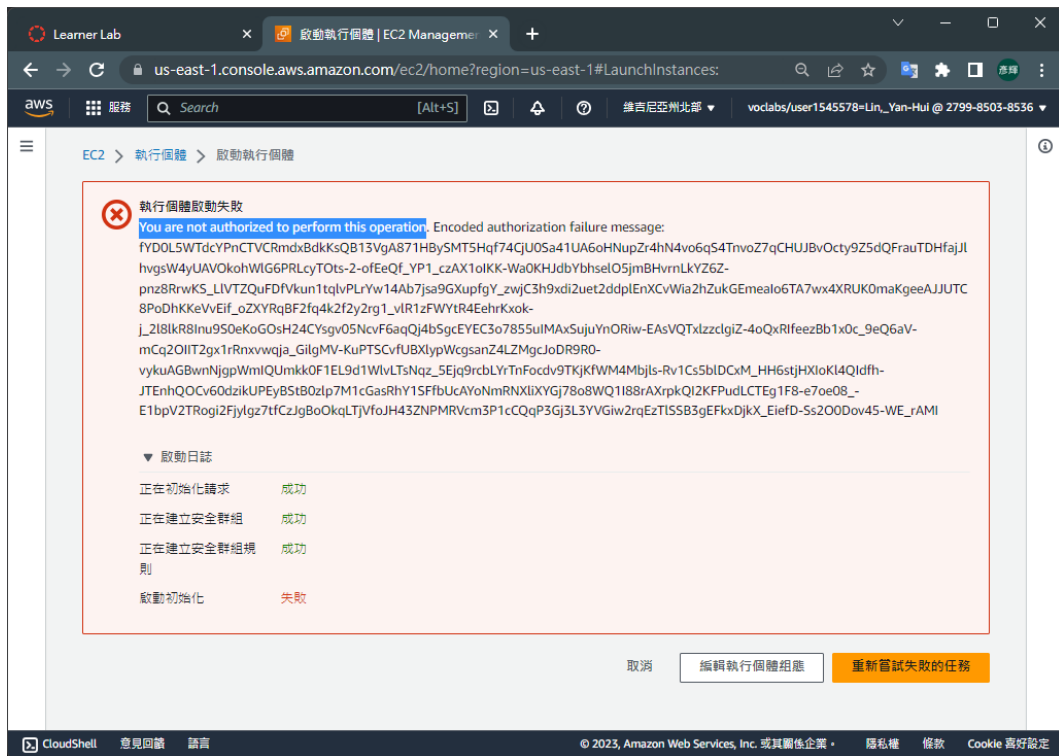 Learner Lab
啟動執行個體 | EC2 Managemen
us-east-1.console.aws.amazon.com/ec2/home?region=us-east-1#LaunchInstances:
彥輝
aws
服務
Search
[Alt+S]
維吉尼亞州北部 ▼
voclabs/user1545578=Lin,_Yan-Hui @ 2799-8503-8536 ▼
EC2 > 執行個體 > 啟動執行個體
執行個體啟動失敗
You are not authorized to perform this operation. Encoded authorization failure message:
fYD0L5WTdcYPnCTVCRmdxBdkKsQB13VgA871HBySMT5Hqf74CjU0Sa41UA6oHNupZr4hN4vo6qS4TnvoZ7qCHUJBvOcty9Z5dQFrauTDHfajJl
hvgsW4yUAVOkohWlG6PRLcyTOts-2-ofEeQf_YP1_czAX1oIKK-Wa0KHJdbYbhselO5jmBHvrnLkYZ6Z-
pnz8RrwKS_LlVTZQuFDfVkun1tqlvPLrYw14Ab7jsa9GXupfgY_zwjC3h9xdi2uet2ddplEnXCvWia2hZukGEmeaIo6TA7wx4XRUK0maKgeeAJJUTC
8PoDhKKeVvEif_oZXYRqBF2fq4k2f2y2rg1_vlR1zFWYtR4EehrKxok-
j_2l8lkR8Inu9S0eKoGOsH24CYsgv05NcvF6aqQj4bSgcEYEC3o7855uIMAxSujuYnORiw-EAsVQTxlzzclgiZ-4oQxRIfeezBb1x0c_9eQ6aV-
mCq2OIIT2gx1rRnxvwqja_GilgMV-KuPTSCvfUBXlypWcgsanZ4LZMgcJoDR9R0-
vykuAGBwnNjgpWmIQUmkk0F1EL9d1WlvLTsNqz_5Ejq9rcbLYrTnFocdv9TKjKfWM4Mbjls-Rv1Cs5blDCxM_HH6stjHXIoKl4QIdfh-
JTEnhQOCv60dzikUPEyBStB0zlp7M1cGasRhY1SFfbUcAYoNmRNXliXYGj78o8WQ1I88rAXrpkQI2KFPudLCTEg1F8-e7oe08_-
E1bpV2TRogi2Fjylgz7tfCzJgBoOkqLTjVfoJH43ZNPMRVcm3P1cCQqP3Gj3L3YVGiw2rqEzTlSSB3gEFkxDjkX_EiefD-Ss2O0Dov45-WE_rAMI
▼ 啟動日誌
正在初始化請求 成功
正在建立安全群組 成功
正在建立安全群組規 成功
則
啟動初始化 失敗
取消
編輯執行個體組態
重新嘗試失敗的任務
CloudShell 意見回饋 語言
© 2023, Amazon Web Services, Inc. 或其關係企業。 隱私權 條款 Cookie 喜好設定